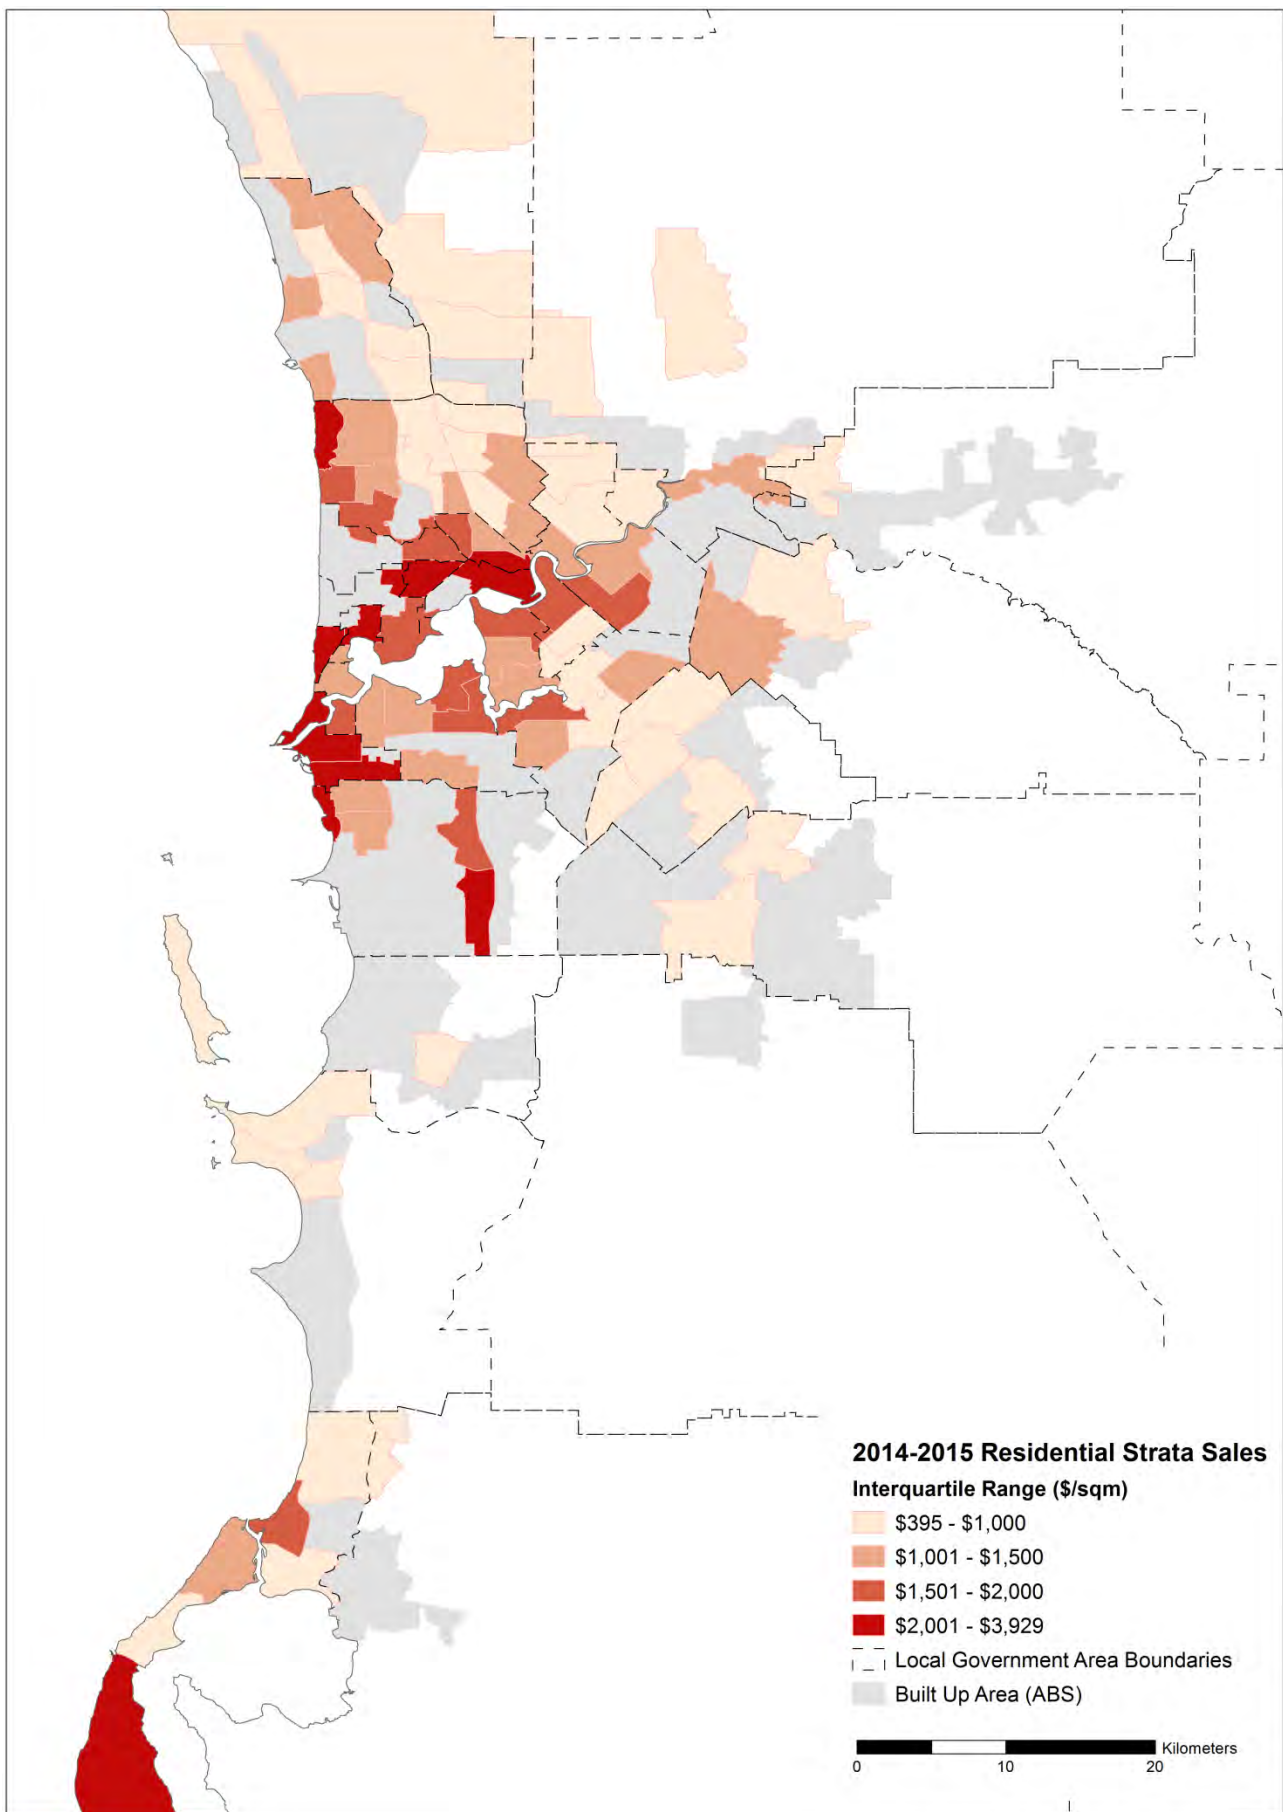 2014-2015 Residential Strata Sales
Interquartile Range ($/sqm)
$395 - $1,000
$1,001 - $1,500
$1,501 - $2,000
$2,001 - $3,929
Local Government Area Boundaries
Built Up Area (ABS)
Kilometers
0 10 20